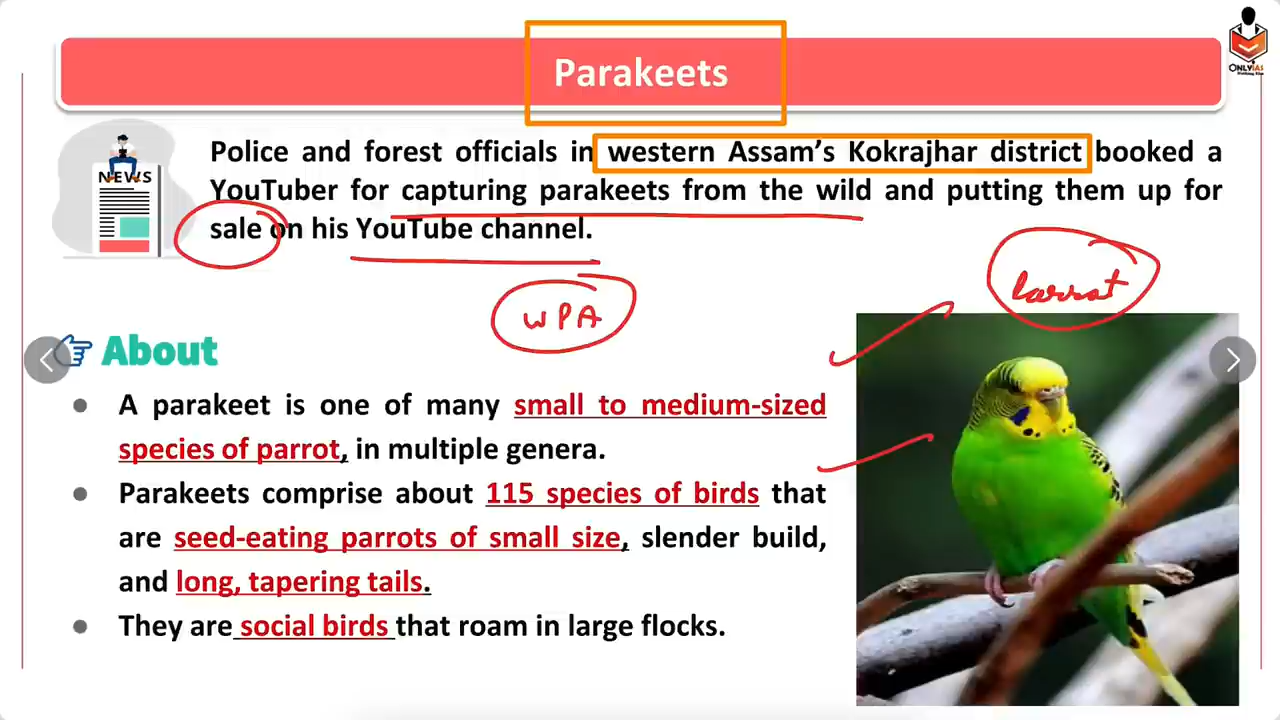 Parakeets
ONLYIAS
Police and forest officials in western Assam's Kokrajhar district booked a
NEWS
YouTuber for capturing parakeets from the wild and putting them up for
sale on his YouTube channel.
Parrot
WPA
About
● A parakeet is one of many small to medium-sized
species of parrot, in multiple genera.
● Parakeets comprise about 115 species of birds that
are seed-eating parrots of small size, slender build,
and long, tapering tails.
● They are social birds that roam in large flocks.